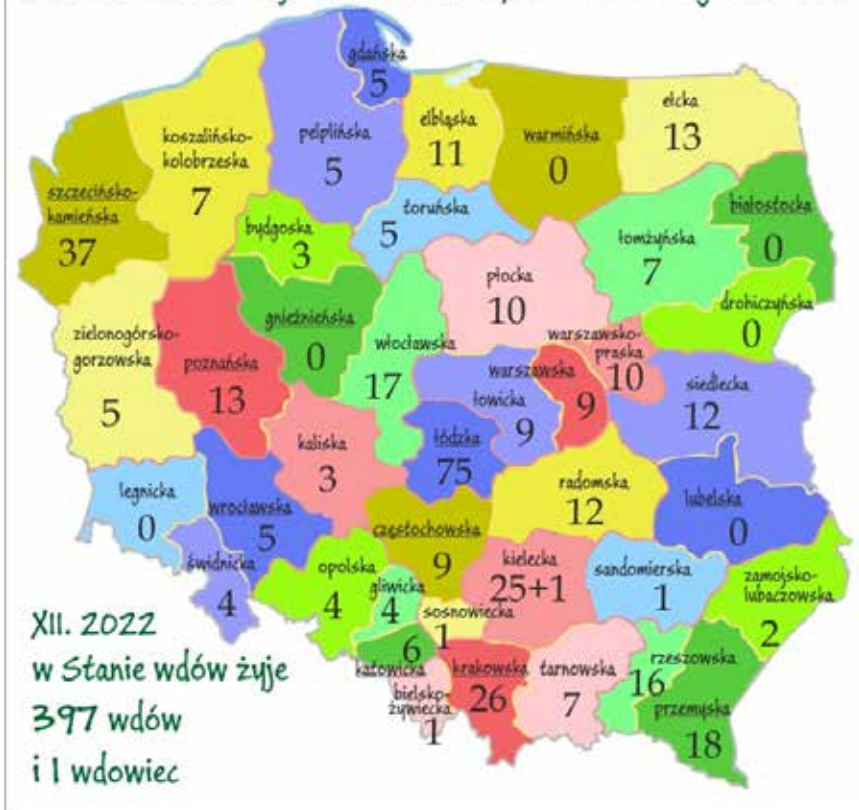 gdańska
5
koszalińsko-
kołobrzeska
7
pelplińska
5
elbląska
11
warmińska
0
ełcka
13
szczecińsko-
kamieńska
37
bydgoska
3
toruńska
5
łomżyńska
7
białostocka
0
płocka
10
drohiczyńska
0
zielonogórsko-
gorzowska
5
poznańska
13
gnieźnieńska
0
włocławska
17
warszawsko-
praska
10
warszawska
9
łowicka
9
siedlecka
12
kaliska
3
łódzka
75
legnicka
0
wrocławska
5
radomska
12
lubelska
0
świdnicka
4
opolska
4
częstochowska
9
kielecka
25+1
sandomierska
1
zamojsko-
lubaczowska
2
gliwicka
4
sosnowiecka
1
katowicka
6
bielsko-
żywiecka
1
krakowska
26
tarnowska
7
rzeszowska
16
przemyska
18
XII. 2022
w Stanie wdów żyje
397 wdów
i 1 wdowiec